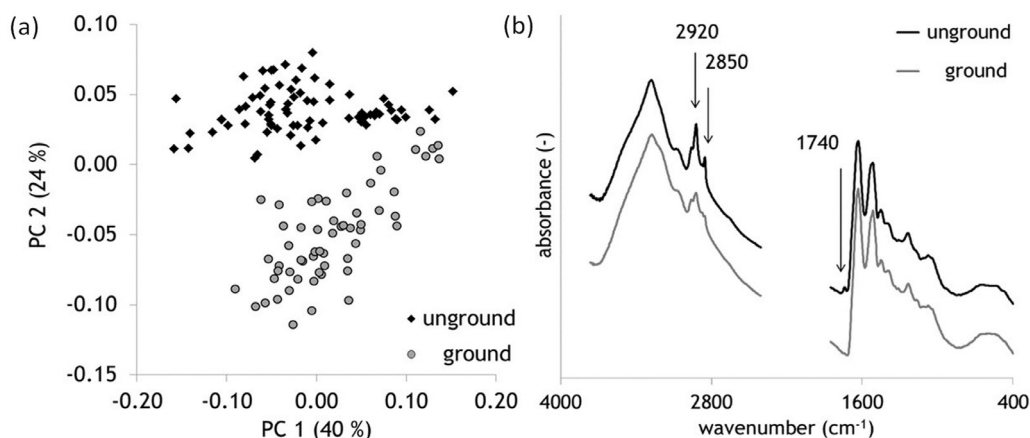 (a)
0.10
0.05
0.00
-0.05
-0.10
-0.15
PC 2 (24 %)
unground
ground
-0.20
-0.10
0.00
0.10
0.20
PC 1 (40 %)
(b)
2920
2850
1740
unground
ground
absorbance (-)
4000
2800
1600
400
wavenumber (cm⁻¹)